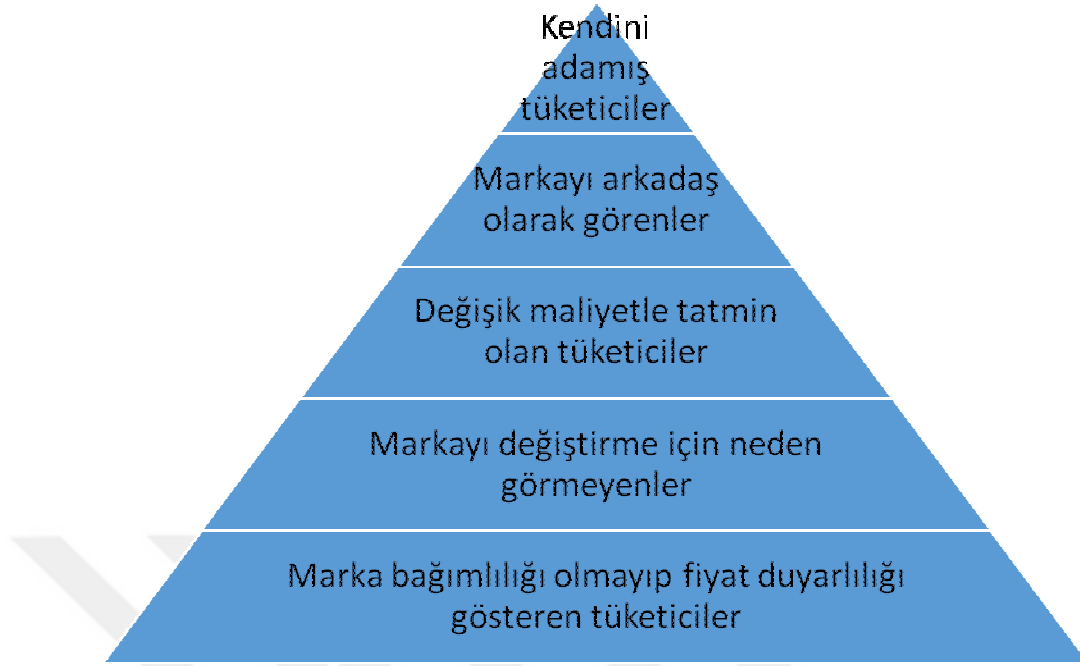 Kendini
adamış
tüketiciler
Markayı arkadaş
olarak görenler
Değişik maliyetle tatmin
olan tüketiciler
Markayı değiştirme için neden
görmeyenler
Marka bağımlılığı olmayıp fiyat duyarlılığı
gösteren tüketiciler